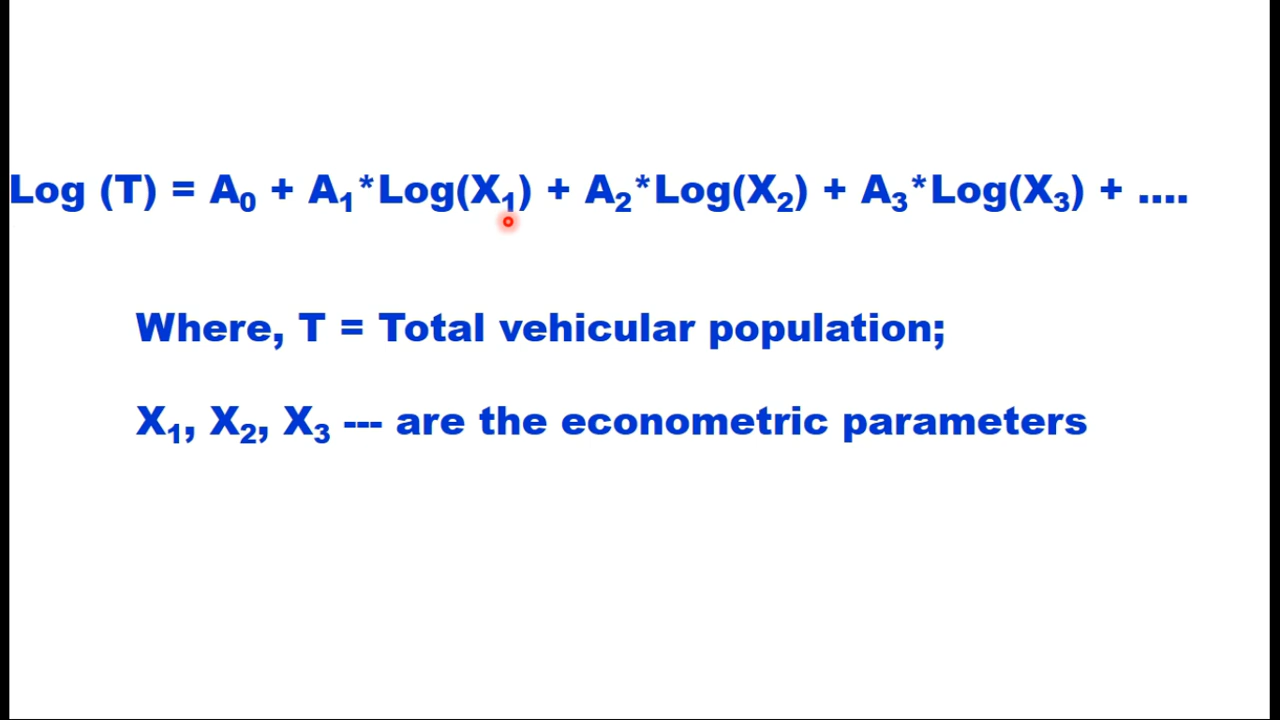 Log (T) = A₀ + A₁*Log(X₁) + A₂*Log(X₂) + A₃*Log(X₃) + ....
Where, T = Total vehicular population;
X₁, X₂, X₃ --- are the econometric parameters